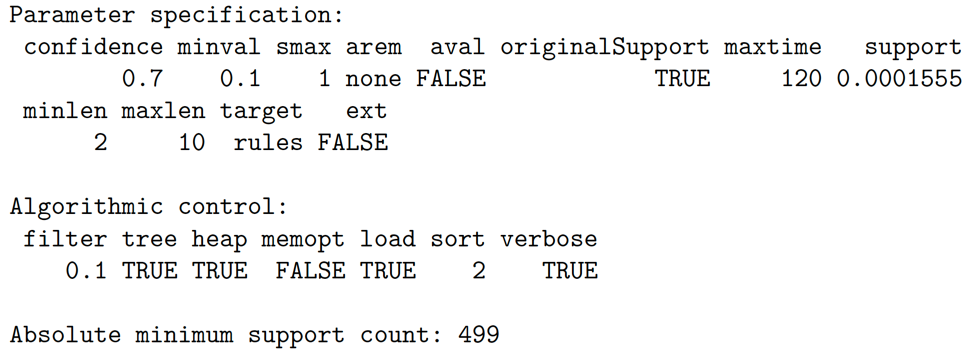 Parameter specification:
confidence minval smax arem aval originalSupport maxtime support
0.7 0.1 1 none FALSE TRUE 120 0.0001555
minlen maxlen target ext
2 10 rules FALSE
Algorithmic control:
filter tree heap memopt load sort verbose
0.1 TRUE TRUE FALSE TRUE 2 TRUE
Absolute minimum support count: 499